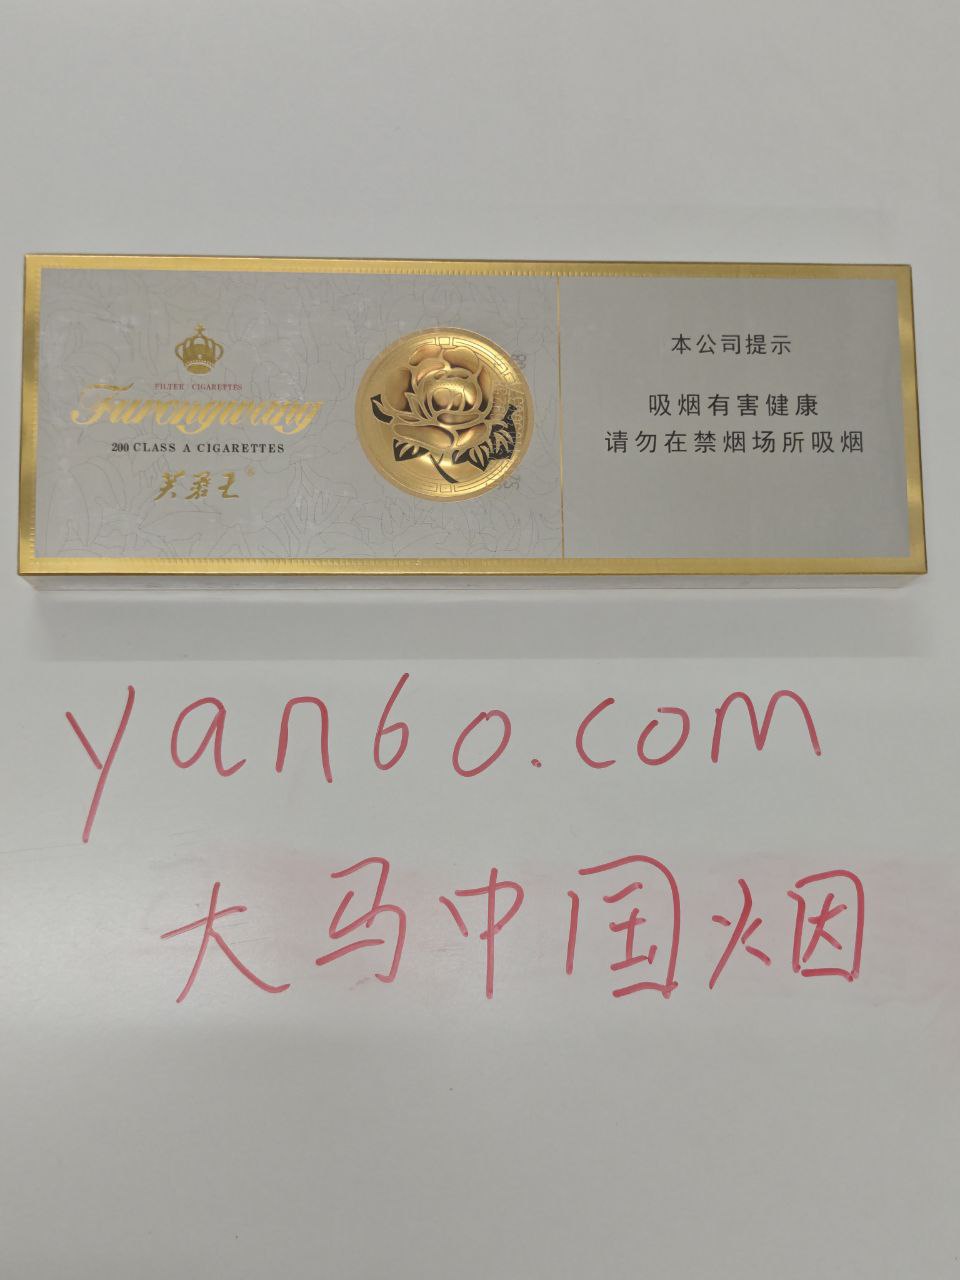 FILTER CIGARETTES
Furongwang
200 CLASS A CIGARETTES
芙蓉王®
本公司提示
吸烟有害健康
请勿在禁烟场所吸烟
yan60.com
大马中国烟